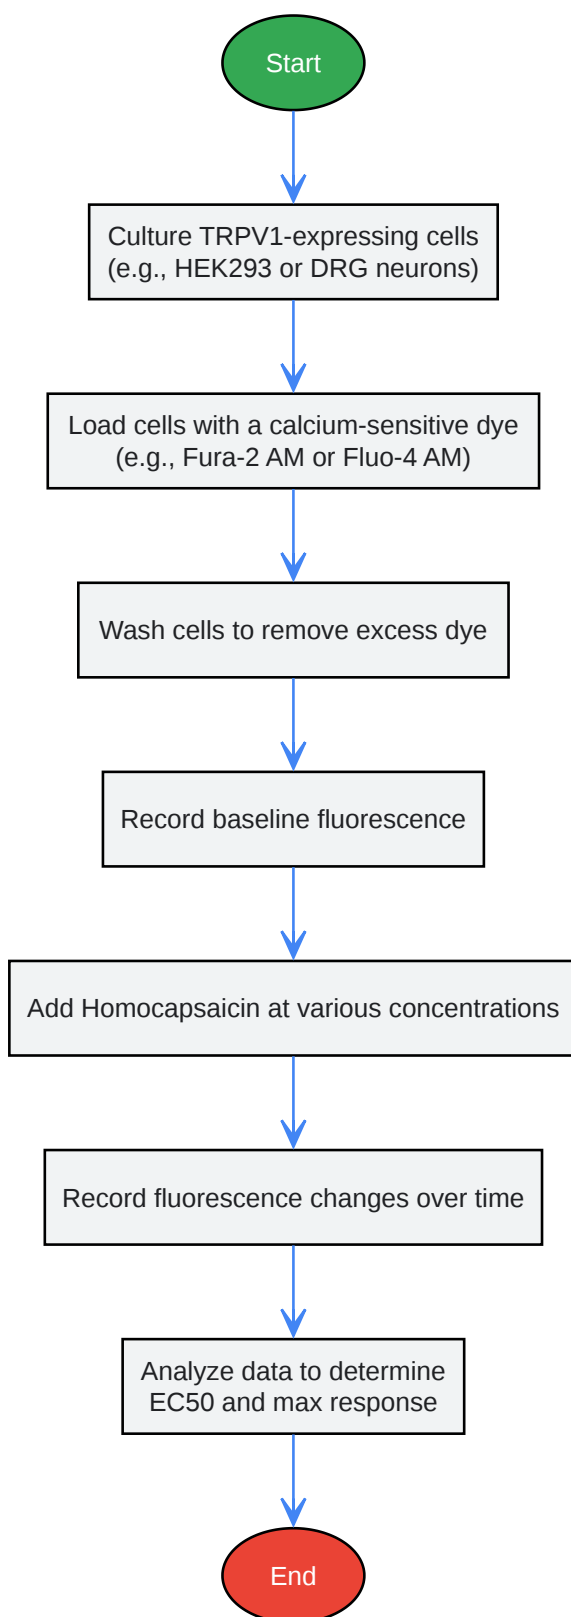 Start
Culture TRPV1-expressing cells
(e.g., HEK293 or DRG neurons)
Load cells with a calcium-sensitive dye
(e.g., Fura-2 AM or Fluo-4 AM)
Wash cells to remove excess dye
Record baseline fluorescence
Add Homocapsaicin at various concentrations
Record fluorescence changes over time
Analyze data to determine
EC50 and max response
End